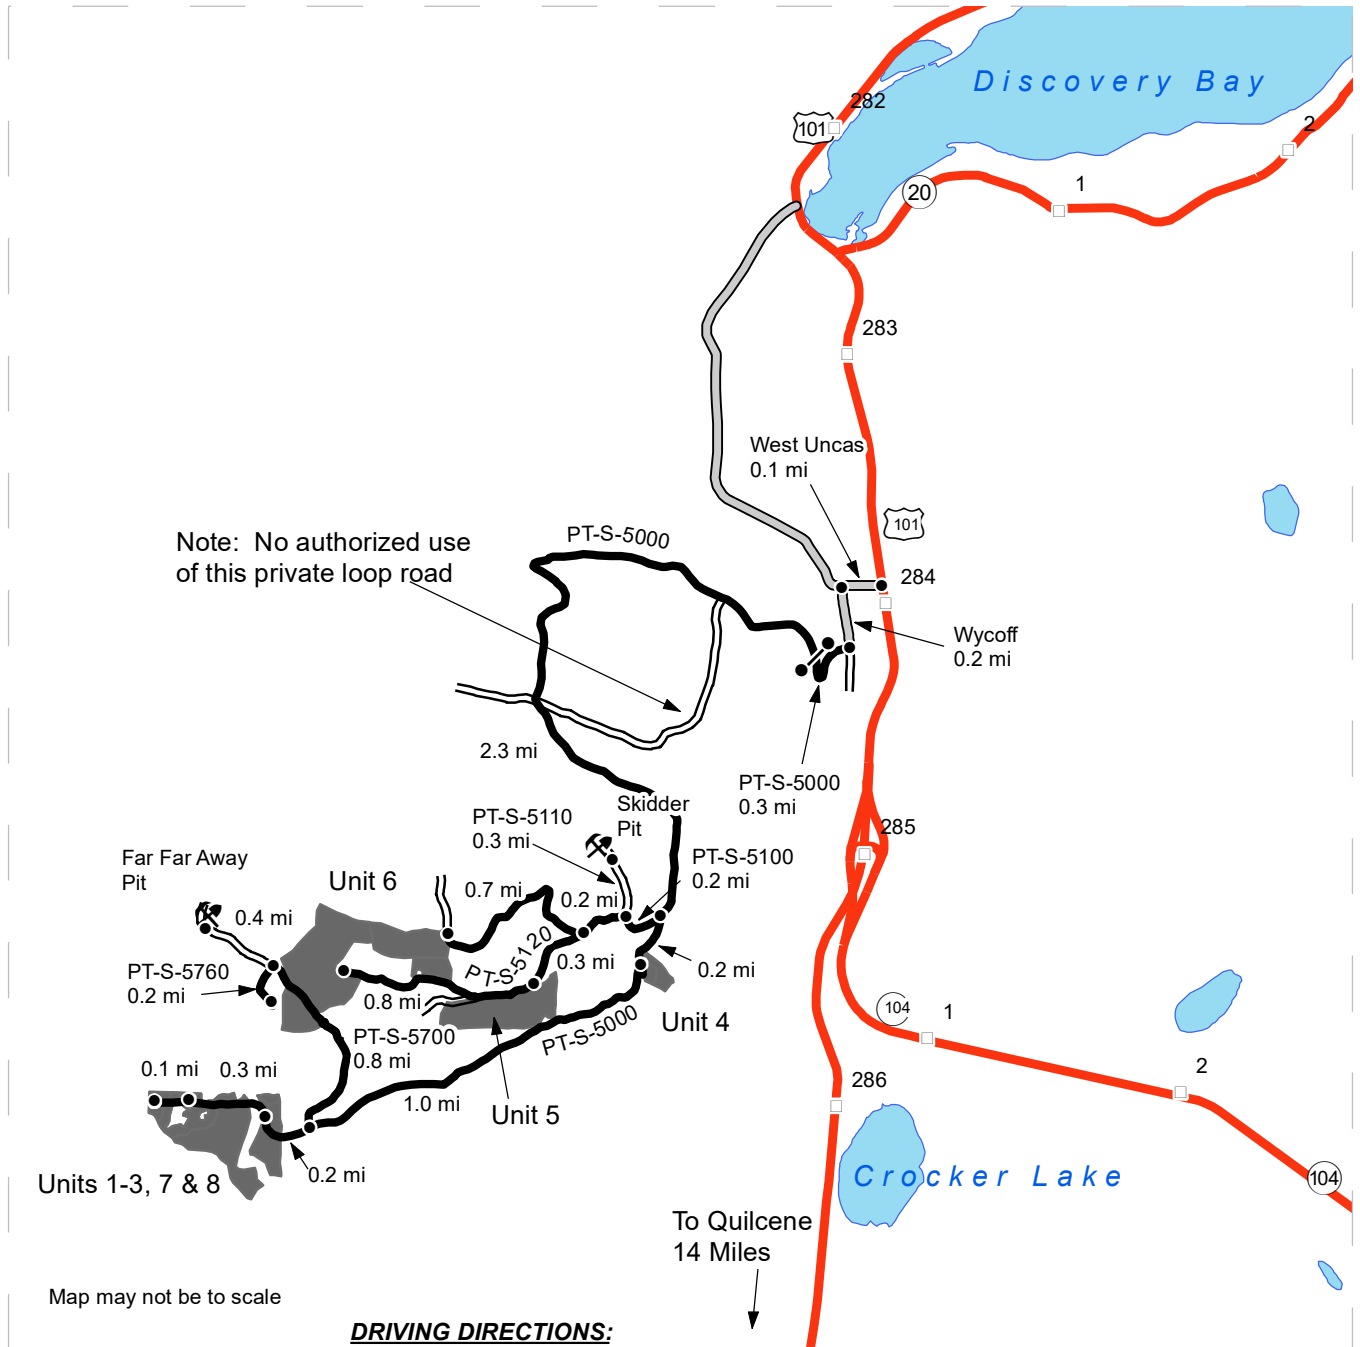 Discovery Bay
282
101
2
20
1
283
West Uncas
0.1 mi
101
PT-S-5000
Note: No authorized use
of this private loop road
284
Wycoff
0.2 mi
2.3 mi
PT-S-5000
0.3 mi
Skidder
Pit
PT-S-5110
0.3 mi
285
Far Far Away
Pit
PT-S-5100
0.2 mi
Unit 6
0.7 mi
0.2 mi
0.4 mi
PT-S-5120
0.3 mi
PT-S-5760
0.2 mi
0.2 mi
0.8 mi
PT-S-5000
Unit 4
104
1
PT-S-5700
0.8 mi
0.1 mi
0.3 mi
2
286
1.0 mi
Unit 5
0.2 mi
Units 1-3, 7 & 8
Crocker Lake
104
To Quilcene
14 Miles
Map may not be to scale
DRIVING DIRECTIONS: